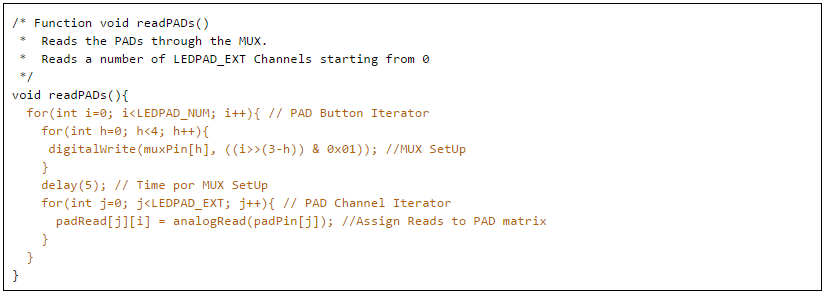 /* Function void readPADs()
 *  Reads the PADs through the MUX.
 *  Reads a number of LEDPAD_EXT Channels starting from 0
 */
void readPADs(){
  for(int i=0; i<LEDPAD_NUM; i++){ // PAD Button Iterator
    for(int h=0; h<4; h++){
     digitalWrite(muxPin[h], ((i>>(3-h)) & 0x01)); //MUX SetUp
    }
    delay(5); // Time por MUX SetUp
    for(int j=0; j<LEDPAD_EXT; j++){ // PAD Channel Iterator
      padRead[j][i] = analogRead(padPin[j]); //Assign Reads to PAD matrix
    }
  }
}